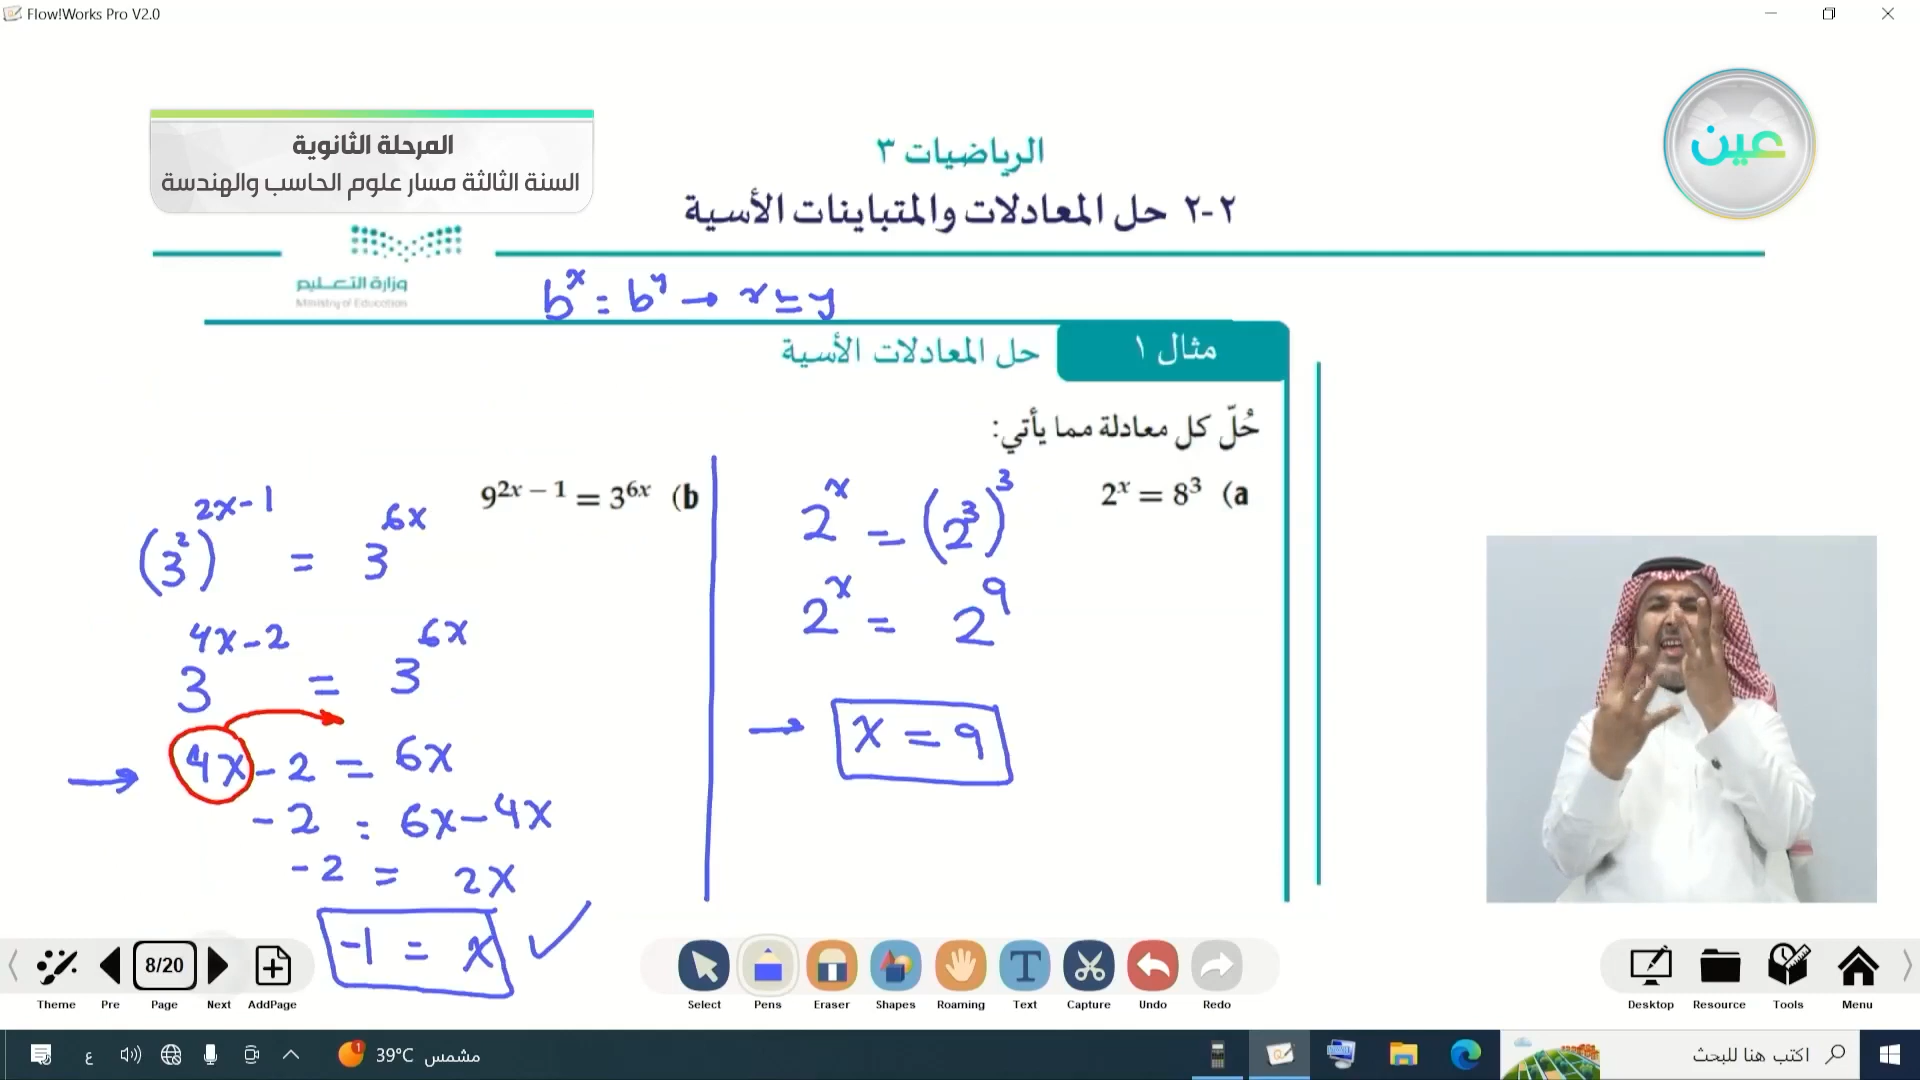 Flow!Works Pro V2.0
المرحلة الثانوية
السنة الثالثة مسار علوم الحاسب والهندسة
الرياضيات ٣
٢-٢ حل المعادلات والمتباينات الأسية
عين
وزارة التعليم
Ministry of Education
b^x = b^y → x = y
مثال ١ حل المعادلات الأسية
حُلّ كل معادلة مما يأتي:
2^x = 8^3 (a
2^x = (2^3)^3
2^x = 2^9
→ x = 9
9^{2x − 1} = 3^{6x} (b
(3^2)^{2x-1} = 3^{6x}
3^{4x-2} = 3^{6x}
→ 4x - 2 = 6x
-2 = 6x - 4x
-2 = 2x
-1 = x ✓
Theme Pre 8/20 Page Next AddPage
Select Pens Eraser Shapes Roaming Text Capture Undo Redo
Desktop Resource Tools Menu
ع 1 39°C مشمس
اكتب هنا للبحث